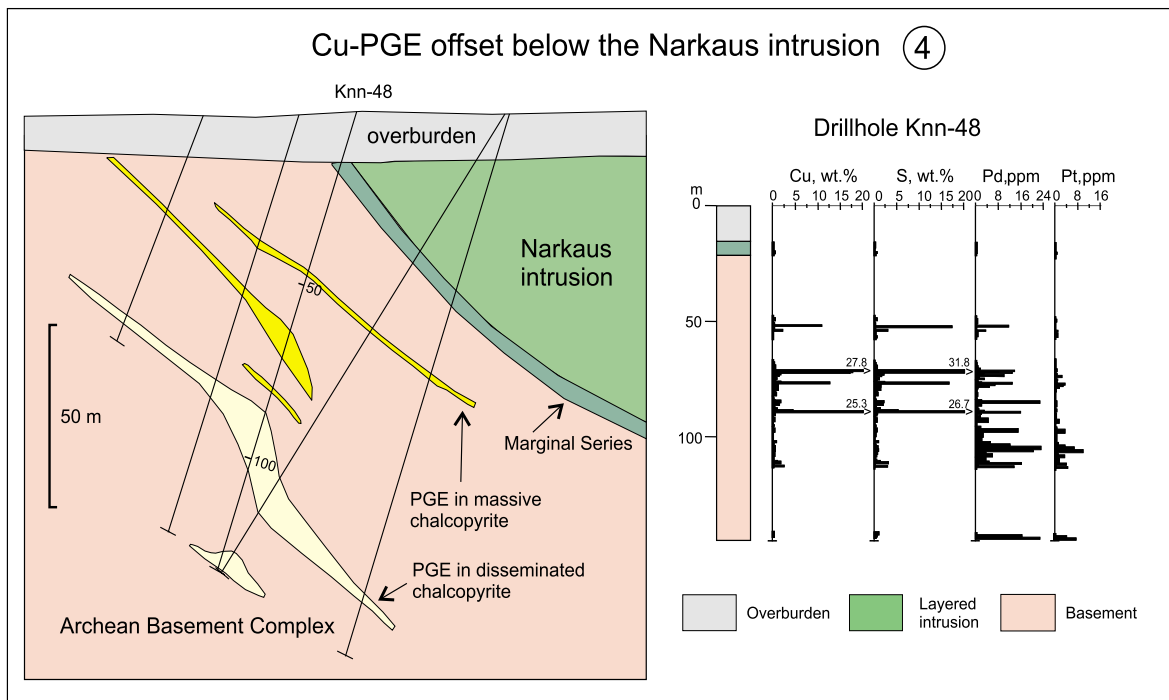 Cu-PGE offset below the Narkaus intrusion 4
Knn-48
overburden
Narkaus
intrusion
50
50 m
Marginal Series
100
PGE in massive
chalcopyrite
PGE in disseminated
chalcopyrite
Archean Basement Complex
Drillhole Knn-48
Cu, wt.% S, wt.% Pd,ppm Pt,ppm
m
0 5 10 15 20 0 5 10 15 20 0 8 16 24 0 8 16
0
50
27.8 > 31.8 >
25.3 > 26.7 >
100
Overburden
Layered
intrusion
Basement